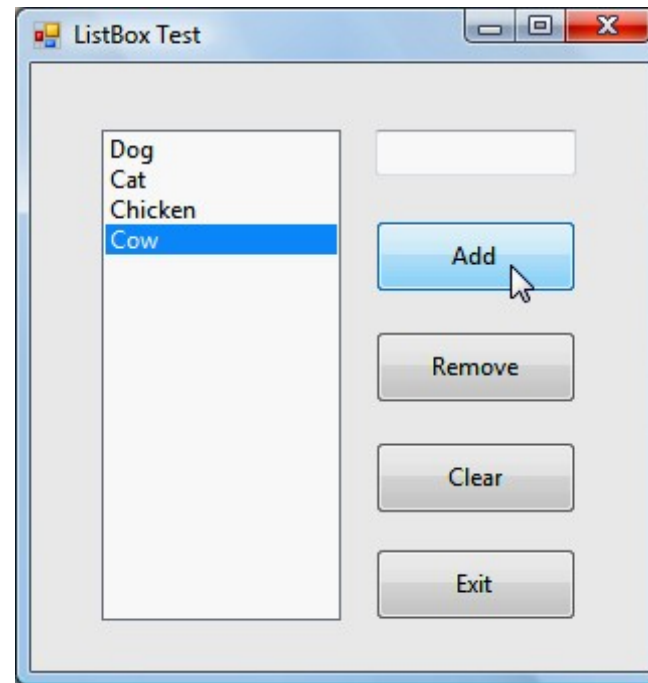 ListBox Test
Dog
Cat
Chicken
Cow
Add
Remove
Clear
Exit